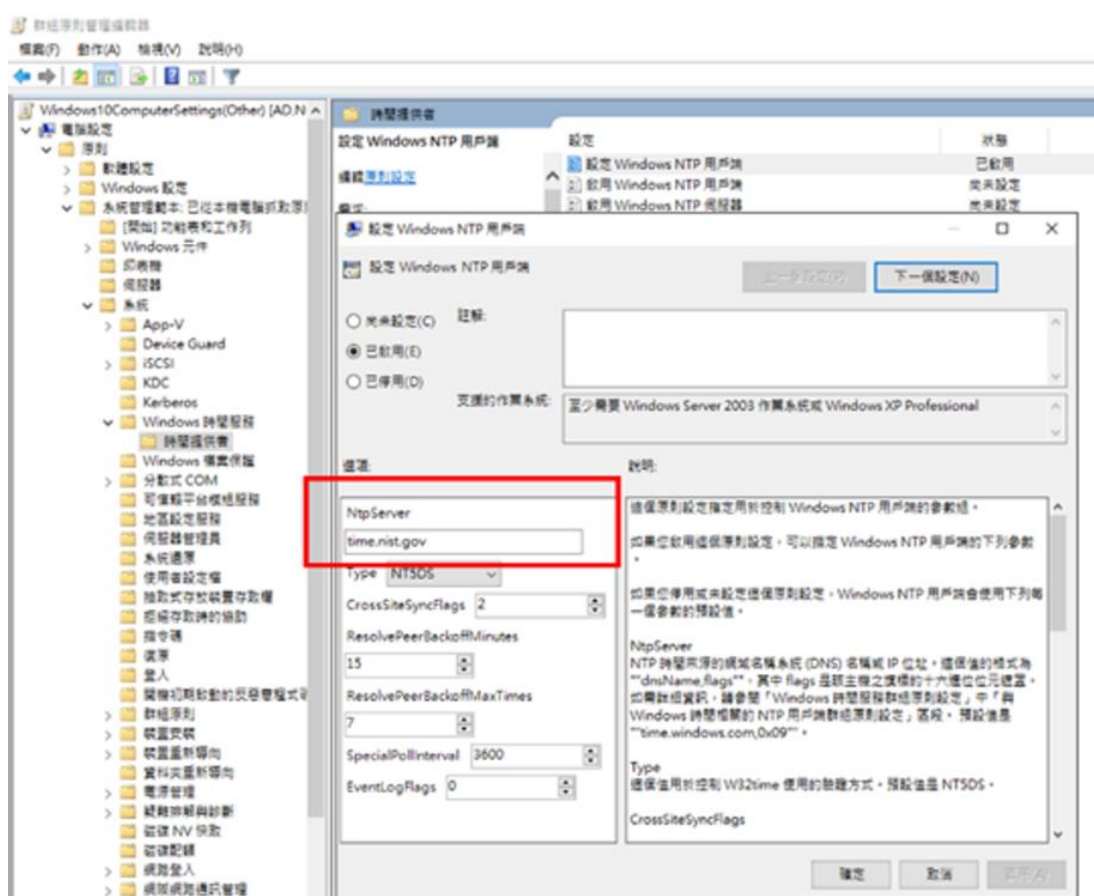 群組原則管理編輯器
檔案(F) 動作(A) 檢視(V) 說明(H)
Windows10ComputerSettings(Other) [AD.N
電腦設定
原則
軟體設定
Windows 設定
系統管理範本: 已從本機電腦抓取原
[開始] 功能表和工作列
Windows 元件
印表機
伺服器
系統
App-V
Device Guard
iSCSI
KDC
Kerberos
Windows 時間服務
時間提供者
Windows 檔案保護
分散式 COM
可信賴平台模組服務
地區設定服務
伺服器管理員
系統還原
使用者設定檔
抽取式存放裝置存取權
拒絕存取時的協助
指令碼
復原
登入
開機初期啟動的反惡意程式碼
群組原則
裝置安裝
裝置重新導向
資料夾重新導向
電源管理
疑難排解與診斷
磁碟 NV 快取
磁碟配額
網路登入
網際網路通訊管理
時間提供者
設定 Windows NTP 用戶端
編輯原則設定
需求:
設定 狀態
設定 Windows NTP 用戶端 已啟用
啟用 Windows NTP 用戶端 尚未設定
啟用 Windows NTP 伺服器 尚未設定
設定 Windows NTP 用戶端
設定 Windows NTP 用戶端
上一個設定(P) 下一個設定(N)
尚未設定(C) 註解:
已啟用(E)
已停用(D)
支援的作業系統: 至少需要 Windows Server 2003 作業系統或 Windows XP Professional
選項: 說明:
NtpServer
time.nist.gov
Type NT5DS
CrossSiteSyncFlags 2
ResolvePeerBackoffMinutes
15
ResolvePeerBackoffMaxTimes
7
SpecialPollInterval 3600
EventLogFlags 0
這個原則設定指定用於控制 Windows NTP 用戶端的參數組。
如果您啟用這個原則設定，可以指定 Windows NTP 用戶端的下列參數
。
如果您停用或未設定這個原則設定，Windows NTP 用戶端會使用下列每
一個參數的預設值。
NtpServer
NTP 時間來源的網域名稱系統 (DNS) 名稱或 IP 位址。這個值的格式為
""dnsName,flags""，其中 flags 是該主機之旗標的十六進位位元遮罩。
如需詳細資訊，請參閱「Windows 時間服務群組原則設定」中「與
Windows 時間相關的 NTP 用戶端群組原則設定」區段。 預設值是
""time.windows.com,0x09""。
Type
這個值用於控制 W32time 使用的驗證方式。預設值是 NT5DS。
CrossSiteSyncFlags
確定 取消 套用(A)